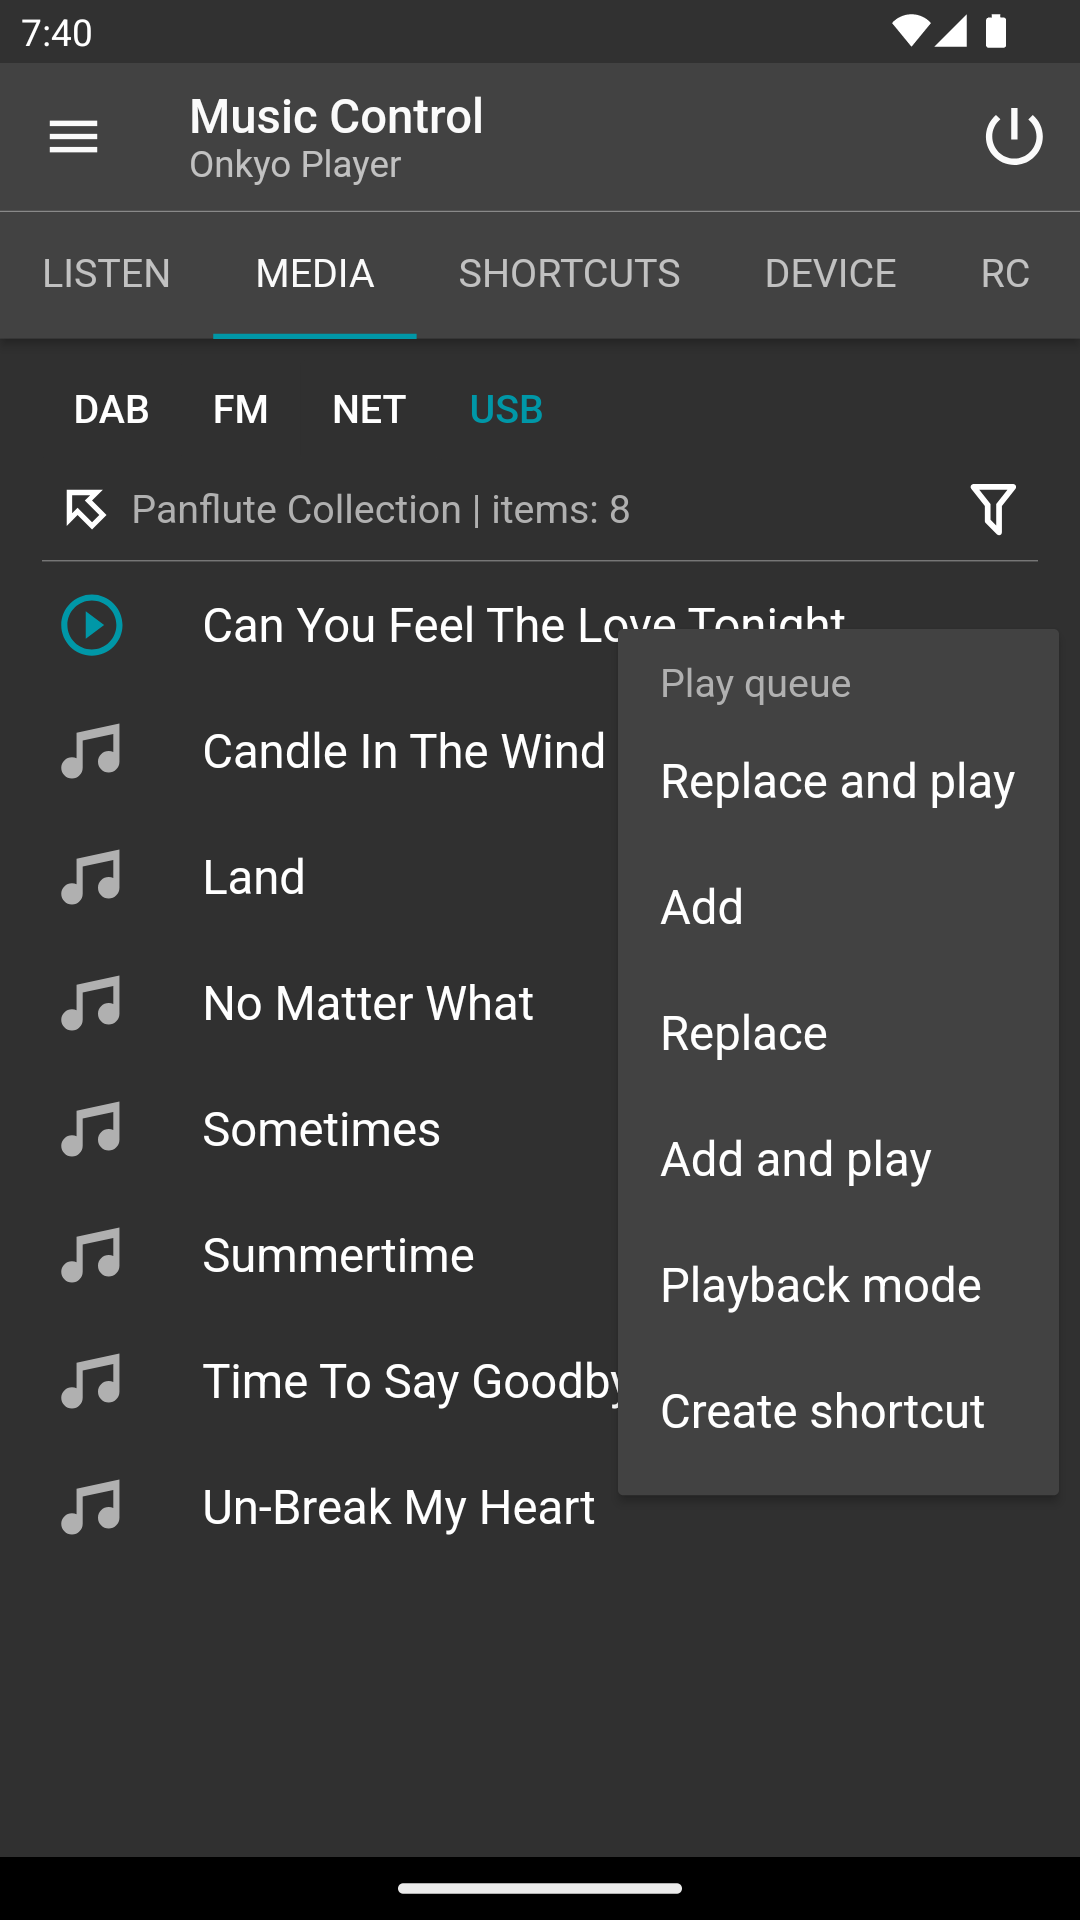 7:40
Music Control
Onkyo Player
LISTEN MEDIA SHORTCUTS DEVICE RC
DAB FM NET USB
Panflute Collection | items: 8
Can You Feel The Love Tonight
Play queue
Candle In The Wind
Replace and play
Land
Add
No Matter What
Replace
Sometimes
Add and play
Summertime
Playback mode
Time To Say Goodby
Create shortcut
Un-Break My Heart